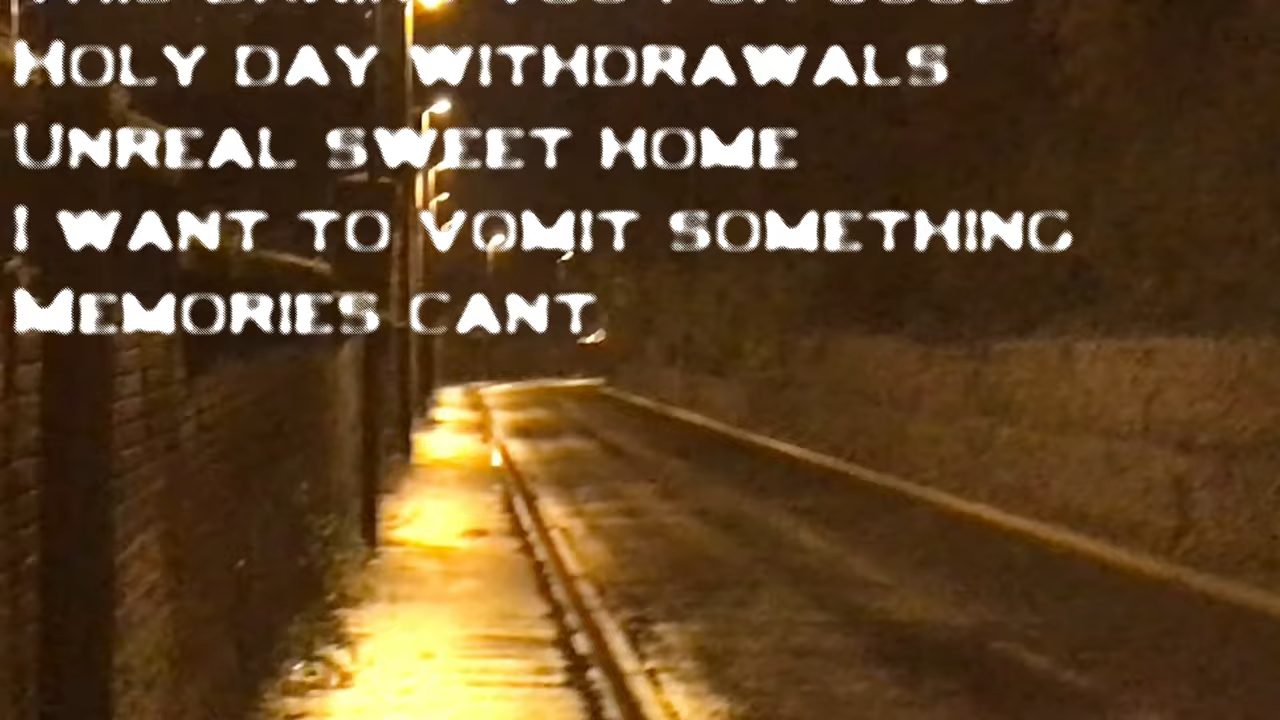 Holy day withdrawals
Unreal sweet home
I want to vomit something
Memories cant